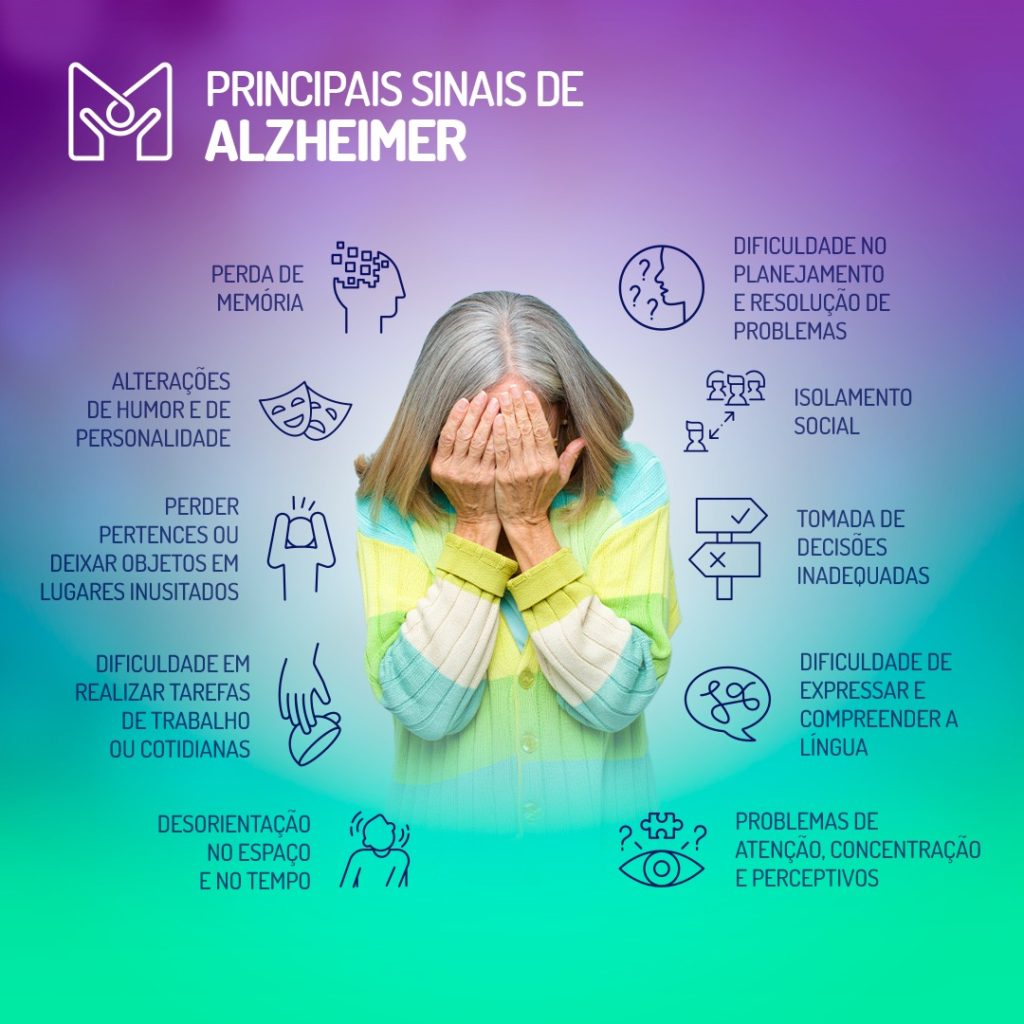 PRINCIPAIS SINAIS DE
ALZHEIMER
PERDA DE
MEMÓRIA
ALTERAÇÕES
DE HUMOR E DE
PERSONALIDADE
PERDER
PERTENCES OU
DEIXAR OBJETOS EM
LUGARES INUSITADOS
DIFICULDADE EM
REALIZAR TAREFAS
DE TRABALHO
OU COTIDIANAS
DESORIENTAÇÃO
NO ESPAÇO
E NO TEMPO
DIFICULDADE NO
PLANEJAMENTO
E RESOLUÇÃO DE
PROBLEMAS
ISOLAMENTO
SOCIAL
TOMADA DE
DECISÕES
INADEQUADAS
DIFICULDADE DE
EXPRESSAR E
COMPREENDER A
LÍNGUA
PROBLEMAS DE
ATENÇÃO, CONCENTRAÇÃO
E PERCEPTIVOS